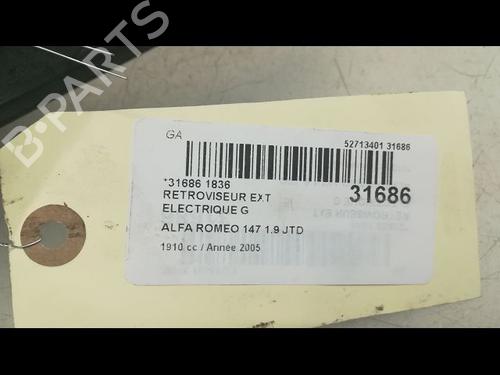 GA
52713401 31686
*31686 1836
31686
RETROVISEUR EXT
ELECTRIQUE G
ALFA ROMEO 147 1.9 JTD
1910 cc / Année 2005
B-PARTS